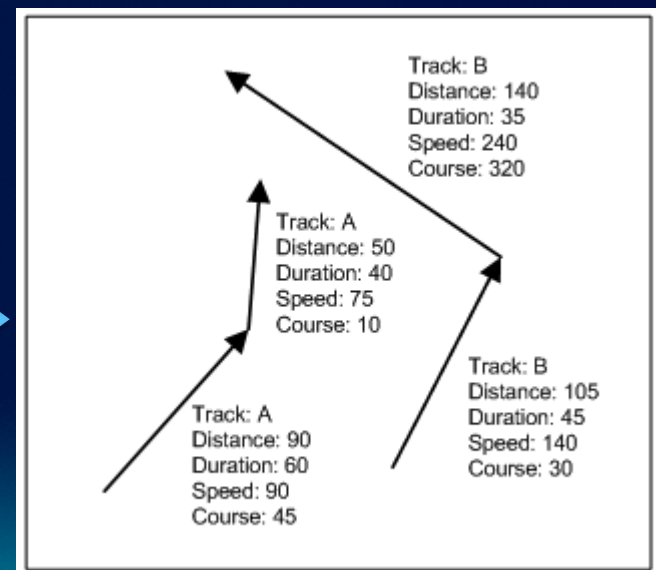 Track: B
Distance: 140
Duration: 35
Speed: 240
Course: 320
Track: A
Distance: 50
Duration: 40
Speed: 75
Course: 10
Track: B
Distance: 105
Duration: 45
Speed: 140
Course: 30
Track: A
Distance: 90
Duration: 60
Speed: 90
Course: 45